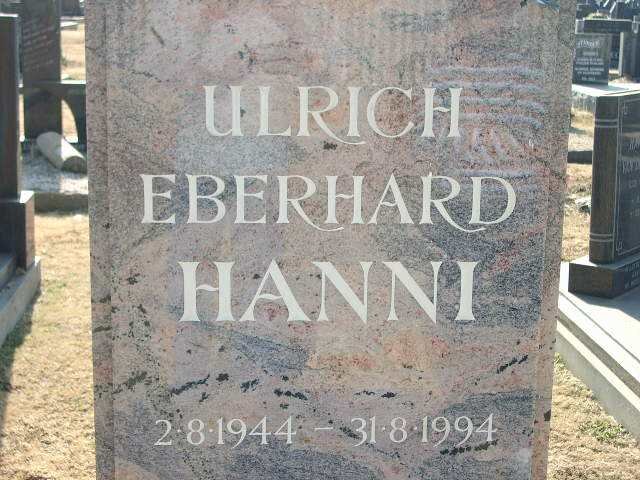 ULRICH
EBERHARD
HANNI
2·8·1944 – 31·8·1994